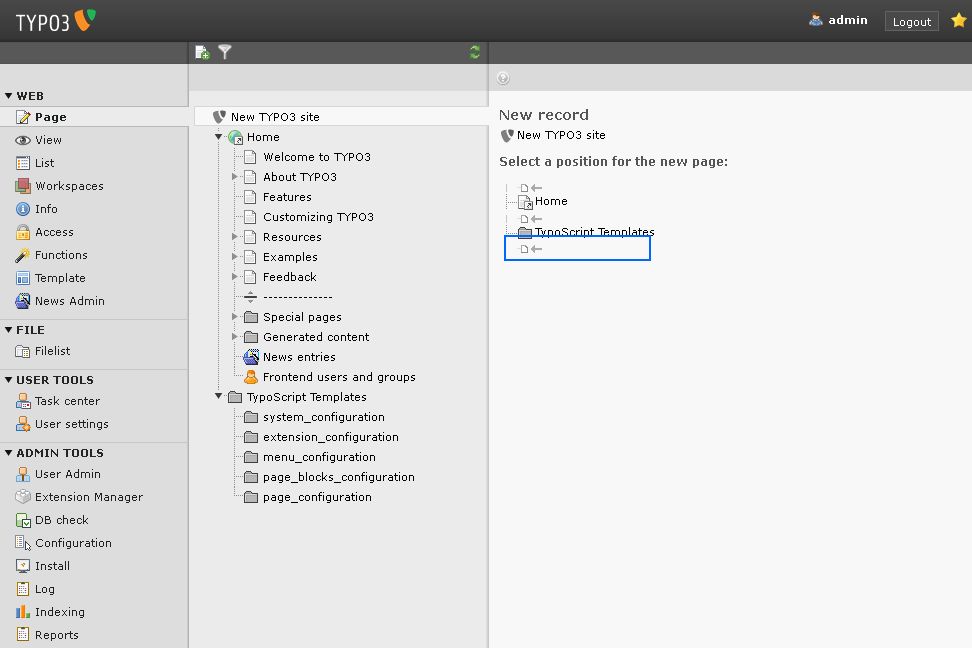 TYPO3
admin
Logout
WEB
Page
View
List
Workspaces
Info
Access
Functions
Template
News Admin
FILE
Filelist
USER TOOLS
Task center
User settings
ADMIN TOOLS
User Admin
Extension Manager
DB check
Configuration
Install
Log
Indexing
Reports
New TYPO3 site
Home
Welcome to TYPO3
About TYPO3
Features
Customizing TYPO3
Resources
Examples
Feedback
--------------
Special pages
Generated content
News entries
Frontend users and groups
TypoScript Templates
system_configuration
extension_configuration
menu_configuration
page_blocks_configuration
page_configuration
New record
New TYPO3 site
Select a position for the new page:
Home
TypoScript Templates